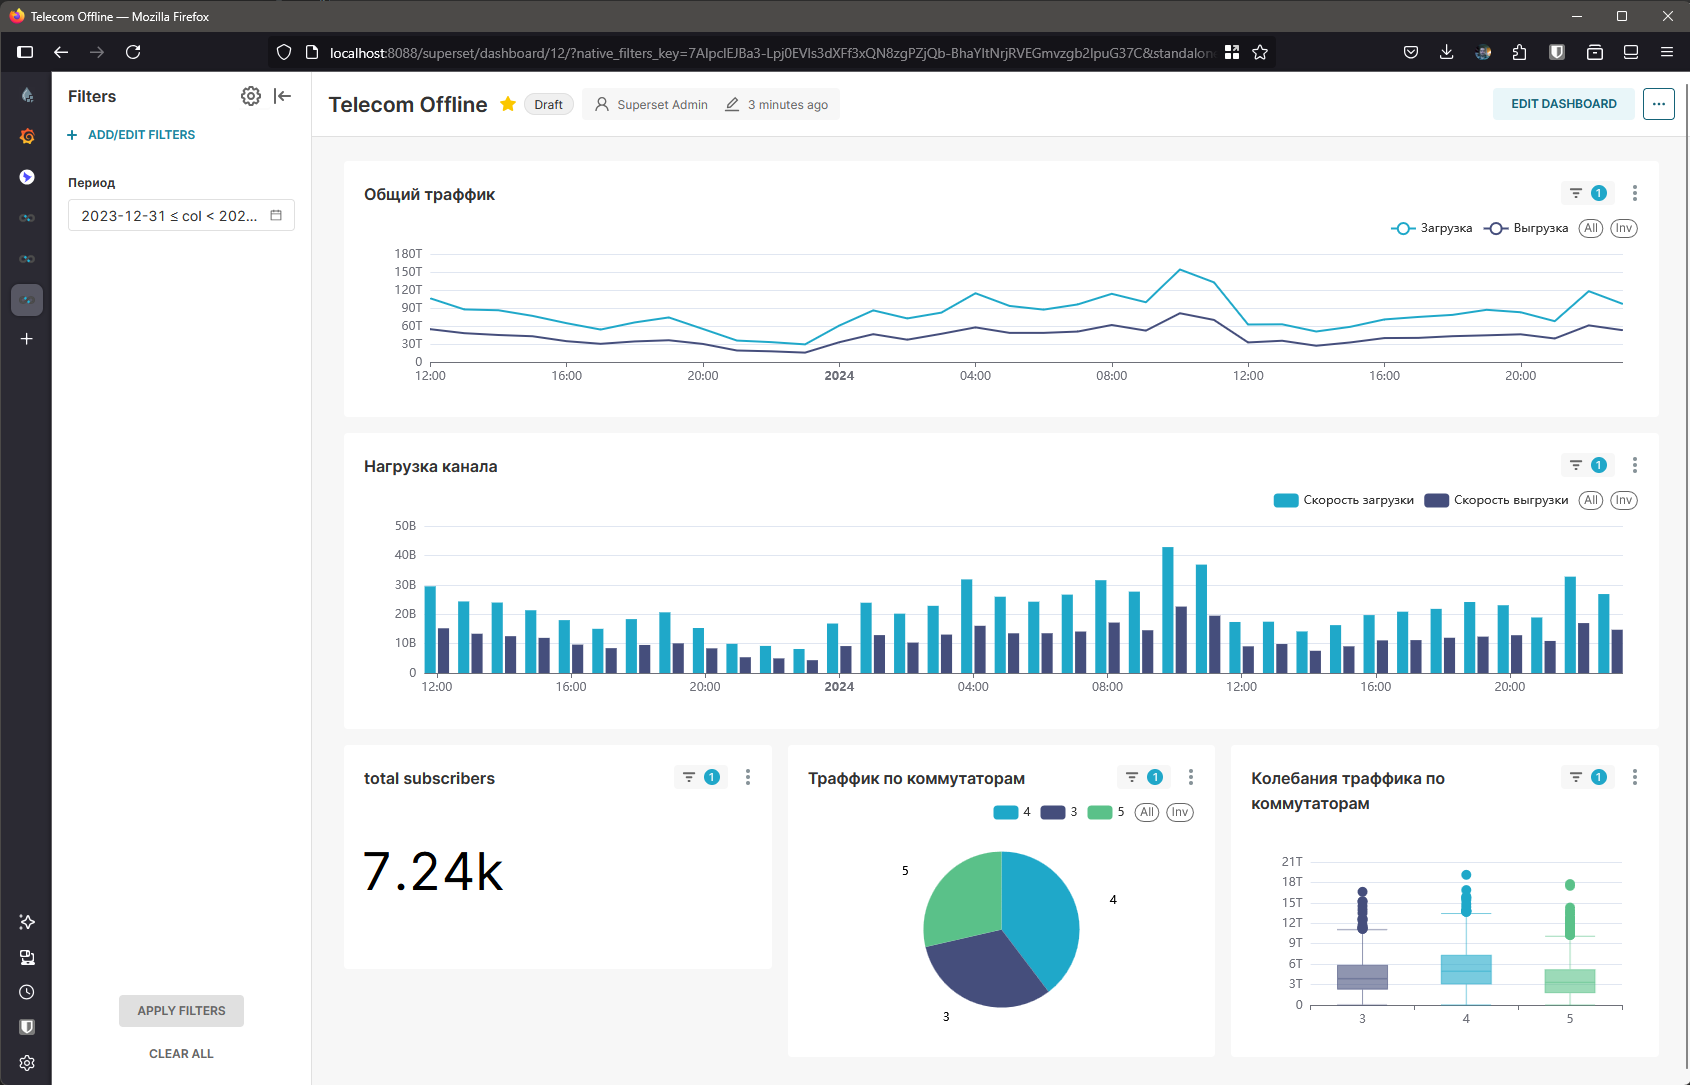 Telecom Offline — Mozilla Firefox
localhost:8088/superset/dashboard/12/?native_filters_key=7AlpclEJBa3-Lpj0EVIs3dXFf3xQN8zgPZjQb-BhaYltNrjRVEGmvzgb2IpuG37C&standalone
Filters
+ ADD/EDIT FILTERS
Период
2023-12-31 ≤ col < 202...
APPLY FILTERS
CLEAR ALL
Telecom Offline
Draft
Superset Admin
3 minutes ago
EDIT DASHBOARD
...
Общий траффик
1
Загрузка Выгрузка All Inv
180T
150T
120T
90T
60T
30T
0
12:00 16:00 20:00 2024 04:00 08:00 12:00 16:00 20:00
Нагрузка канала
1
Скорость загрузки Скорость выгрузки All Inv
50B
40B
30B
20B
10B
0
12:00 16:00 20:00 2024 04:00 08:00 12:00 16:00 20:00
total subscribers
1
7.24k
Траффик по коммутаторам
1
4 3 5 All Inv
5
4
3
Колебания траффика по
коммутаторам
1
21T
18T
15T
12T
9T
6T
3T
0
3 4 5